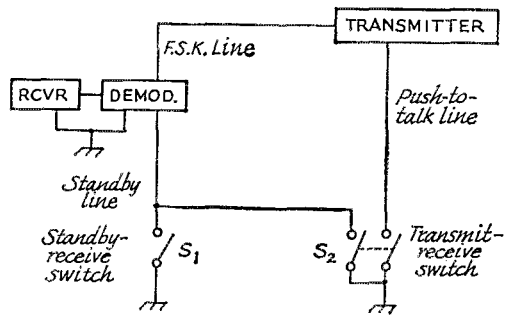 TRANSMITTER
F.S.K. Line
RCVR
DEMOD.
Push-to-
talk line
Standby
line
Standby-
receive
switch
S1
S2
Transmit-
receive
switch